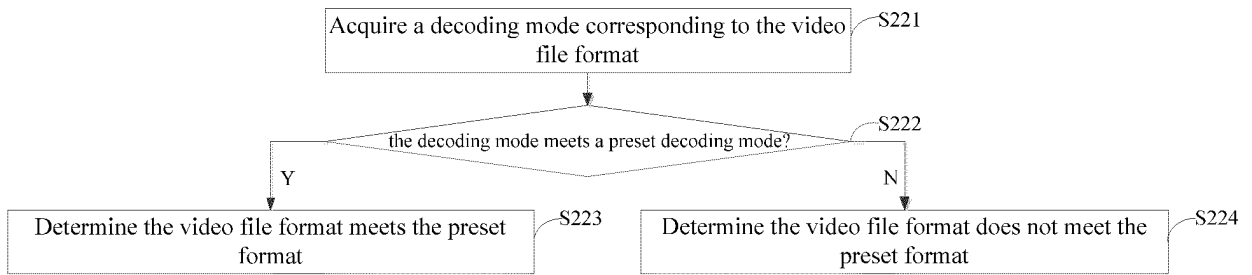 Acquire a decoding mode corresponding to the video
file format
S221
the decoding mode meets a preset decoding mode?
S222
Y
N
Determine the video file format meets the preset
format
S223
Determine the video file format does not meet the
preset format
S224